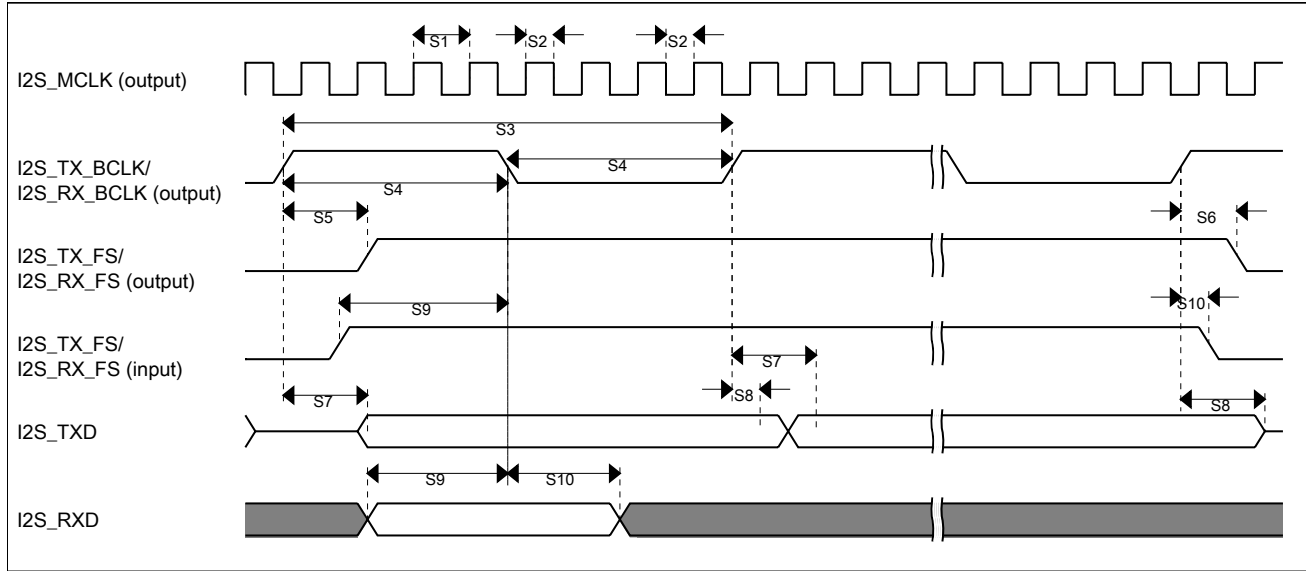 S1
S2
S2
I2S_MCLK (output)
S3
I2S_TX_BCLK/
I2S_RX_BCLK (output)
S4
S4
S5
S6
I2S_TX_FS/
I2S_RX_FS (output)
S9
S10
I2S_TX_FS/
I2S_RX_FS (input)
S7
S7
S8
S8
I2S_TXD
S9
S10
I2S_RXD